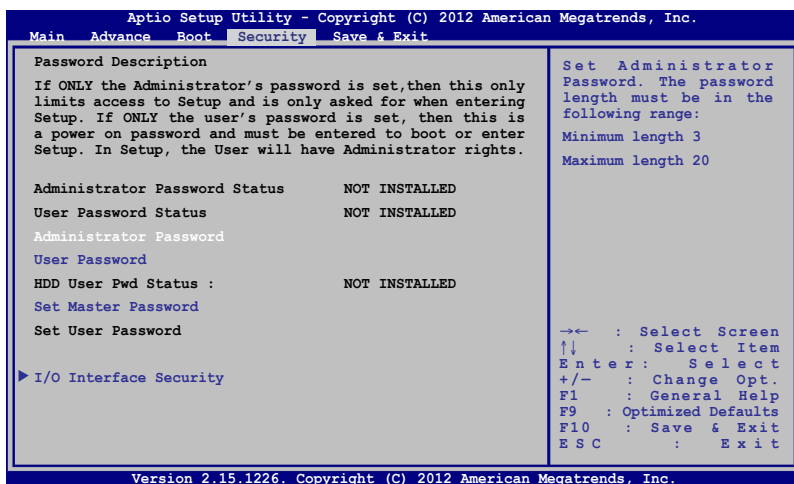 Aptio Setup Utility - Copyright (C) 2012 American Megatrends, Inc.
Main Advance Boot Security Save & Exit
Password Description
If ONLY the Administrator's password is set,then this only
limits access to Setup and is only asked for when entering
Setup. If ONLY the user's password is set, then this is
a power on password and must be entered to boot or enter
Setup. In Setup, the User will have Administrator rights.
Administrator Password Status NOT INSTALLED
User Password Status NOT INSTALLED
Administrator Password
User Password
HDD User Pwd Status : NOT INSTALLED
Set Master Password
Set User Password
I/O Interface Security
Set Administrator
Password. The password
length must be in the
following range:
Minimum length 3
Maximum length 20
→← : Select Screen
↑↓ : Select Item
Enter: Select
+/— : Change Opt.
F1 : General Help
F9 : Optimized Defaults
F10 : Save & Exit
ESC : Exit
Version 2.15.1226. Copyright (C) 2012 American Megatrends, Inc.